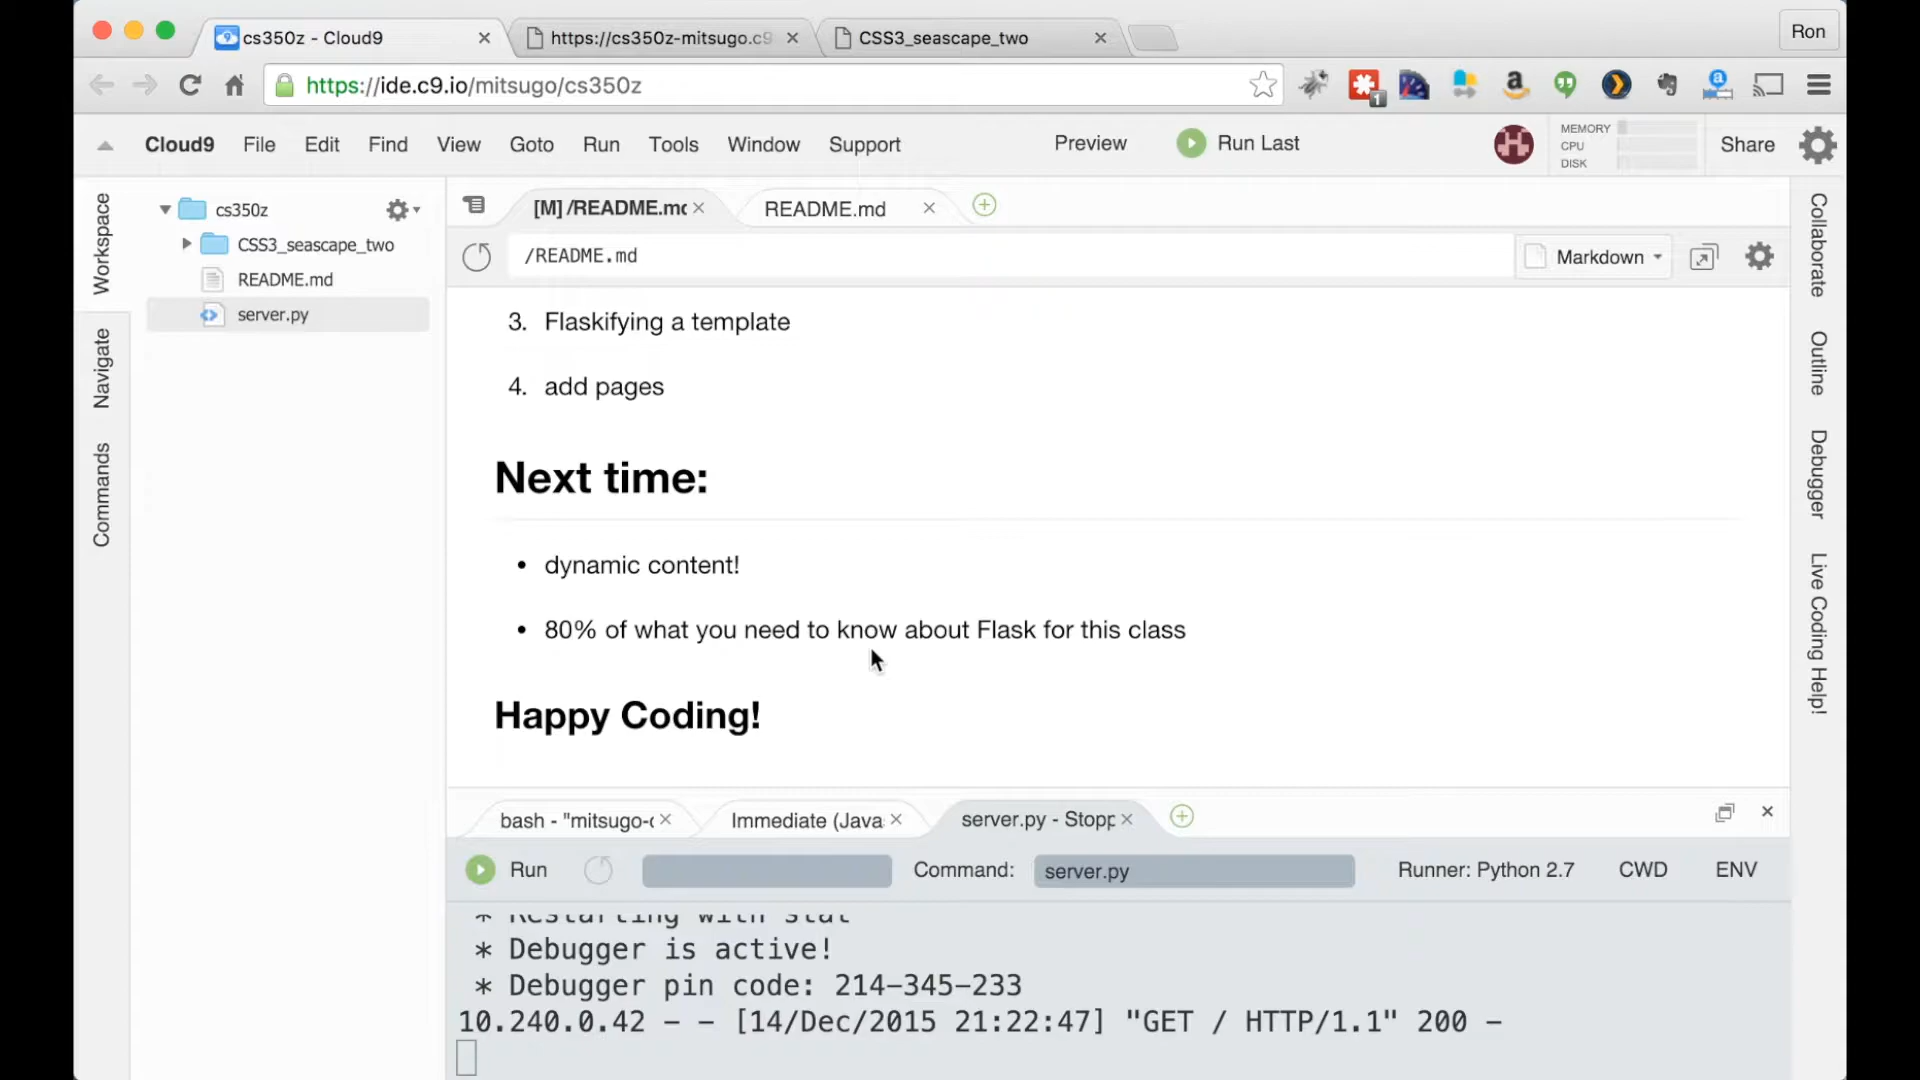 cs350z - Cloud9
https://cs350z-mitsugo.c9
CSS3_seascape_two
Ron
https://ide.c9.io/mitsugo/cs350z
1
Cloud9 File Edit Find View Goto Run Tools Window Support Preview Run Last
MEMORY
CPU
DISK
Share
Workspace
Navigate
Commands
cs350z
CSS3_seascape_two
README.md
server.py
[M] /README.mc
README.md
/README.md
Markdown
3. Flaskifying a template
4. add pages
Next time:
• dynamic content!
• 80% of what you need to know about Flask for this class
Happy Coding!
Collaborate
Outline
Debugger
Live Coding Help!
bash - "mitsugo-c
Immediate (Java:
server.py - Stopp
Run
Command: server.py
Runner: Python 2.7
CWD
ENV
* Restarting with stat
* Debugger is active!
* Debugger pin code: 214-345-233
10.240.0.42 - - [14/Dec/2015 21:22:47] "GET / HTTP/1.1" 200 -